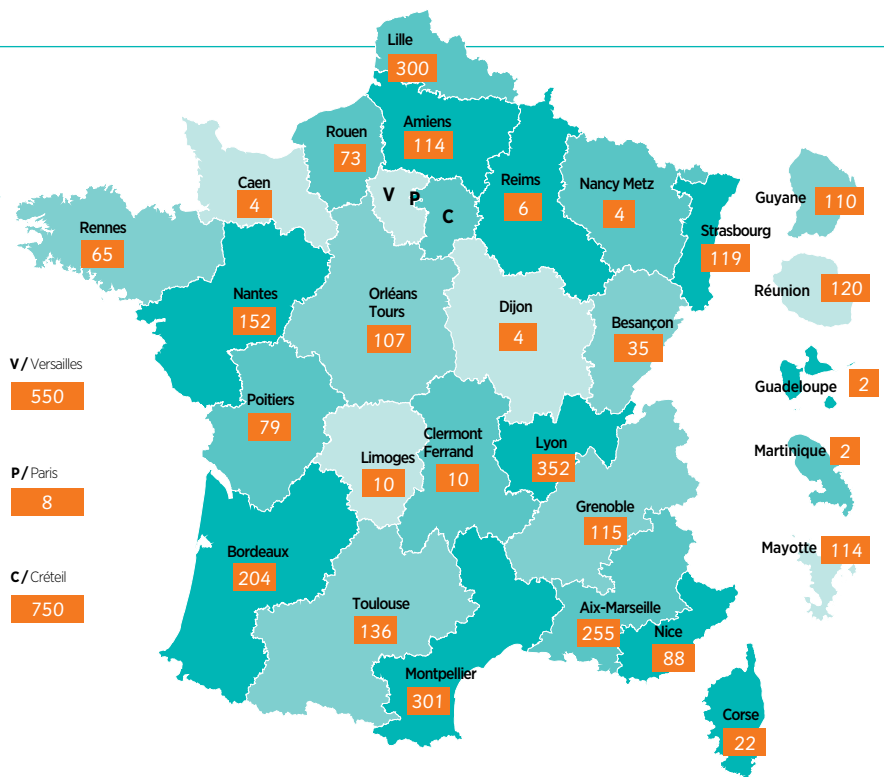 Lille
300
Amiens
114
Rouen
73
Caen
4
V
P
C
Reims
6
Nancy Metz
4
Strasbourg
119
Rennes
65
Nantes
152
Orléans
Tours
107
Dijon
4
Besançon
35
Poitiers
79
Limoges
10
Clermont
Ferrand
10
Lyon
352
Grenoble
115
Bordeaux
204
Toulouse
136
Aix-Marseille
255
Nice
88
Montpellier
301
Corse
22
V / Versailles
550
P / Paris
8
C / Créteil
750
Guyane
110
Réunion
120
Guadeloupe
2
Martinique
2
Mayotte
114